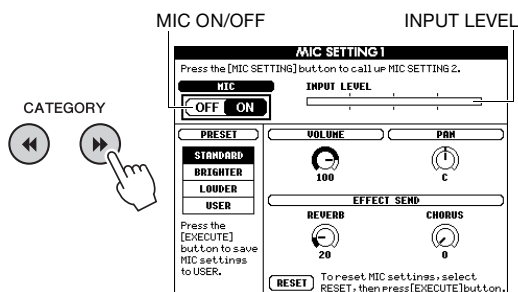 MIC ON/OFF
INPUT LEVEL
MIC SETTING1
Press the [MIC SETTING] button to call up MIC SETTING 2.
MIC
INPUT LEVEL
OFF ON
CATEGORY
PRESET
VOLUME
PAN
STANDARD
BRIGHTER
LOUDER
USER
100
C
EFFECT SEND
REVERB
CHORUS
Press the
[EXECUTE]
button to save
MIC settings
to USER.
20
0
RESET
To reset MIC settings, select
RESET, then press[EXECUTE]button.